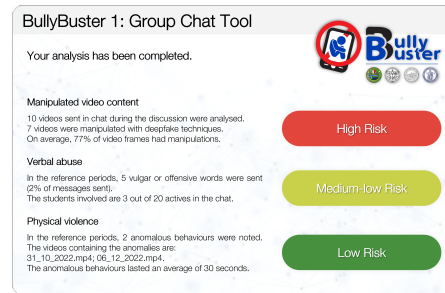 BullyBuster 1: Group Chat Tool
Bully
Buster
Your analysis has been completed.
Manipulated video content
10 videos sent in chat during the discussion were analysed.
7 videos were manipulated with deepfake techniques.
On average, 77% of video frames had manipulations.
High Risk
Verbal abuse
In the reference periods, 5 vulgar or offensive words were sent
(2% of messages sent).
The students involved are 3 out of 20 actives in the chat.
Medium-low Risk
Physical violence
In the reference periods, 2 anomalous behaviours were noted.
The videos containing the anomalies are:
31_10_2022.mp4; 06_12_2022.mp4.
The anomalous behaviours lasted an average of 30 seconds.
Low Risk